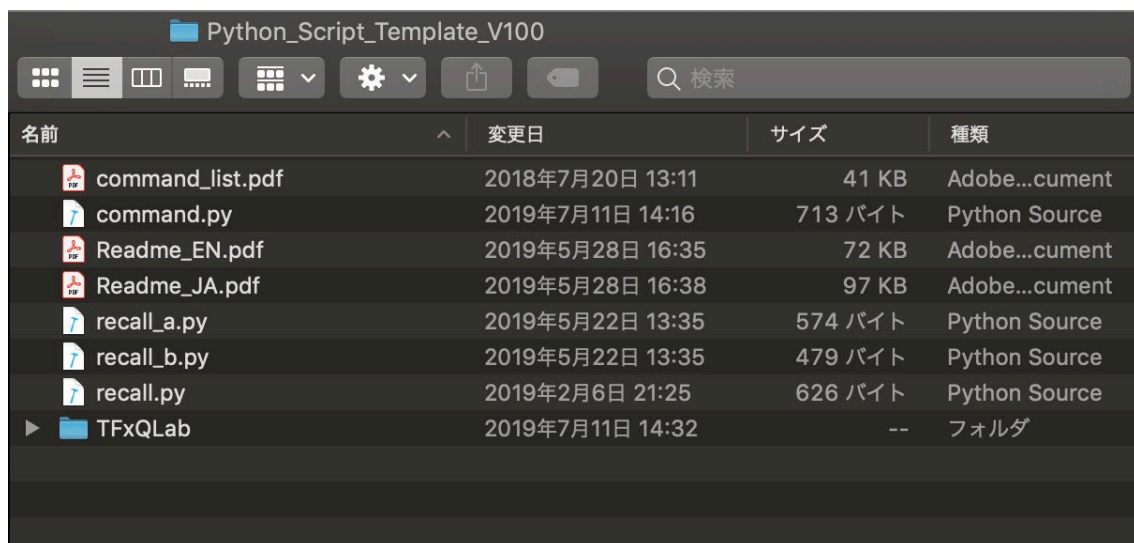 Python_Script_Template_V100
検索
名前 変更日 サイズ 種類
command_list.pdf 2018年7月20日 13:11 41 KB Adobe...cument
command.py 2019年7月11日 14:16 713 バイト Python Source
Readme_EN.pdf 2019年5月28日 16:35 72 KB Adobe...cument
Readme_JA.pdf 2019年5月28日 16:38 97 KB Adobe...cument
recall_a.py 2019年5月22日 13:35 574 バイト Python Source
recall_b.py 2019年5月22日 13:35 479 バイト Python Source
recall.py 2019年2月6日 21:25 626 バイト Python Source
TFxQLab 2019年7月11日 14:32 -- フォルダ